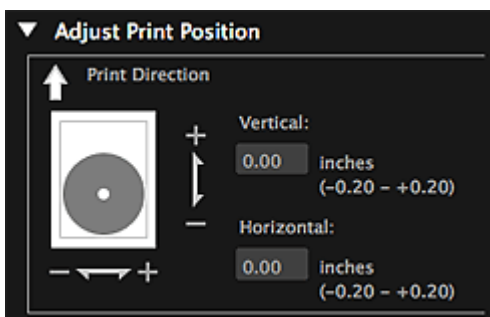 Adjust Print Position
Print Direction
Vertical:
0.00 inches
(-0.20 – +0.20)
Horizontal:
0.00 inches
(-0.20 – +0.20)
+
−
− +